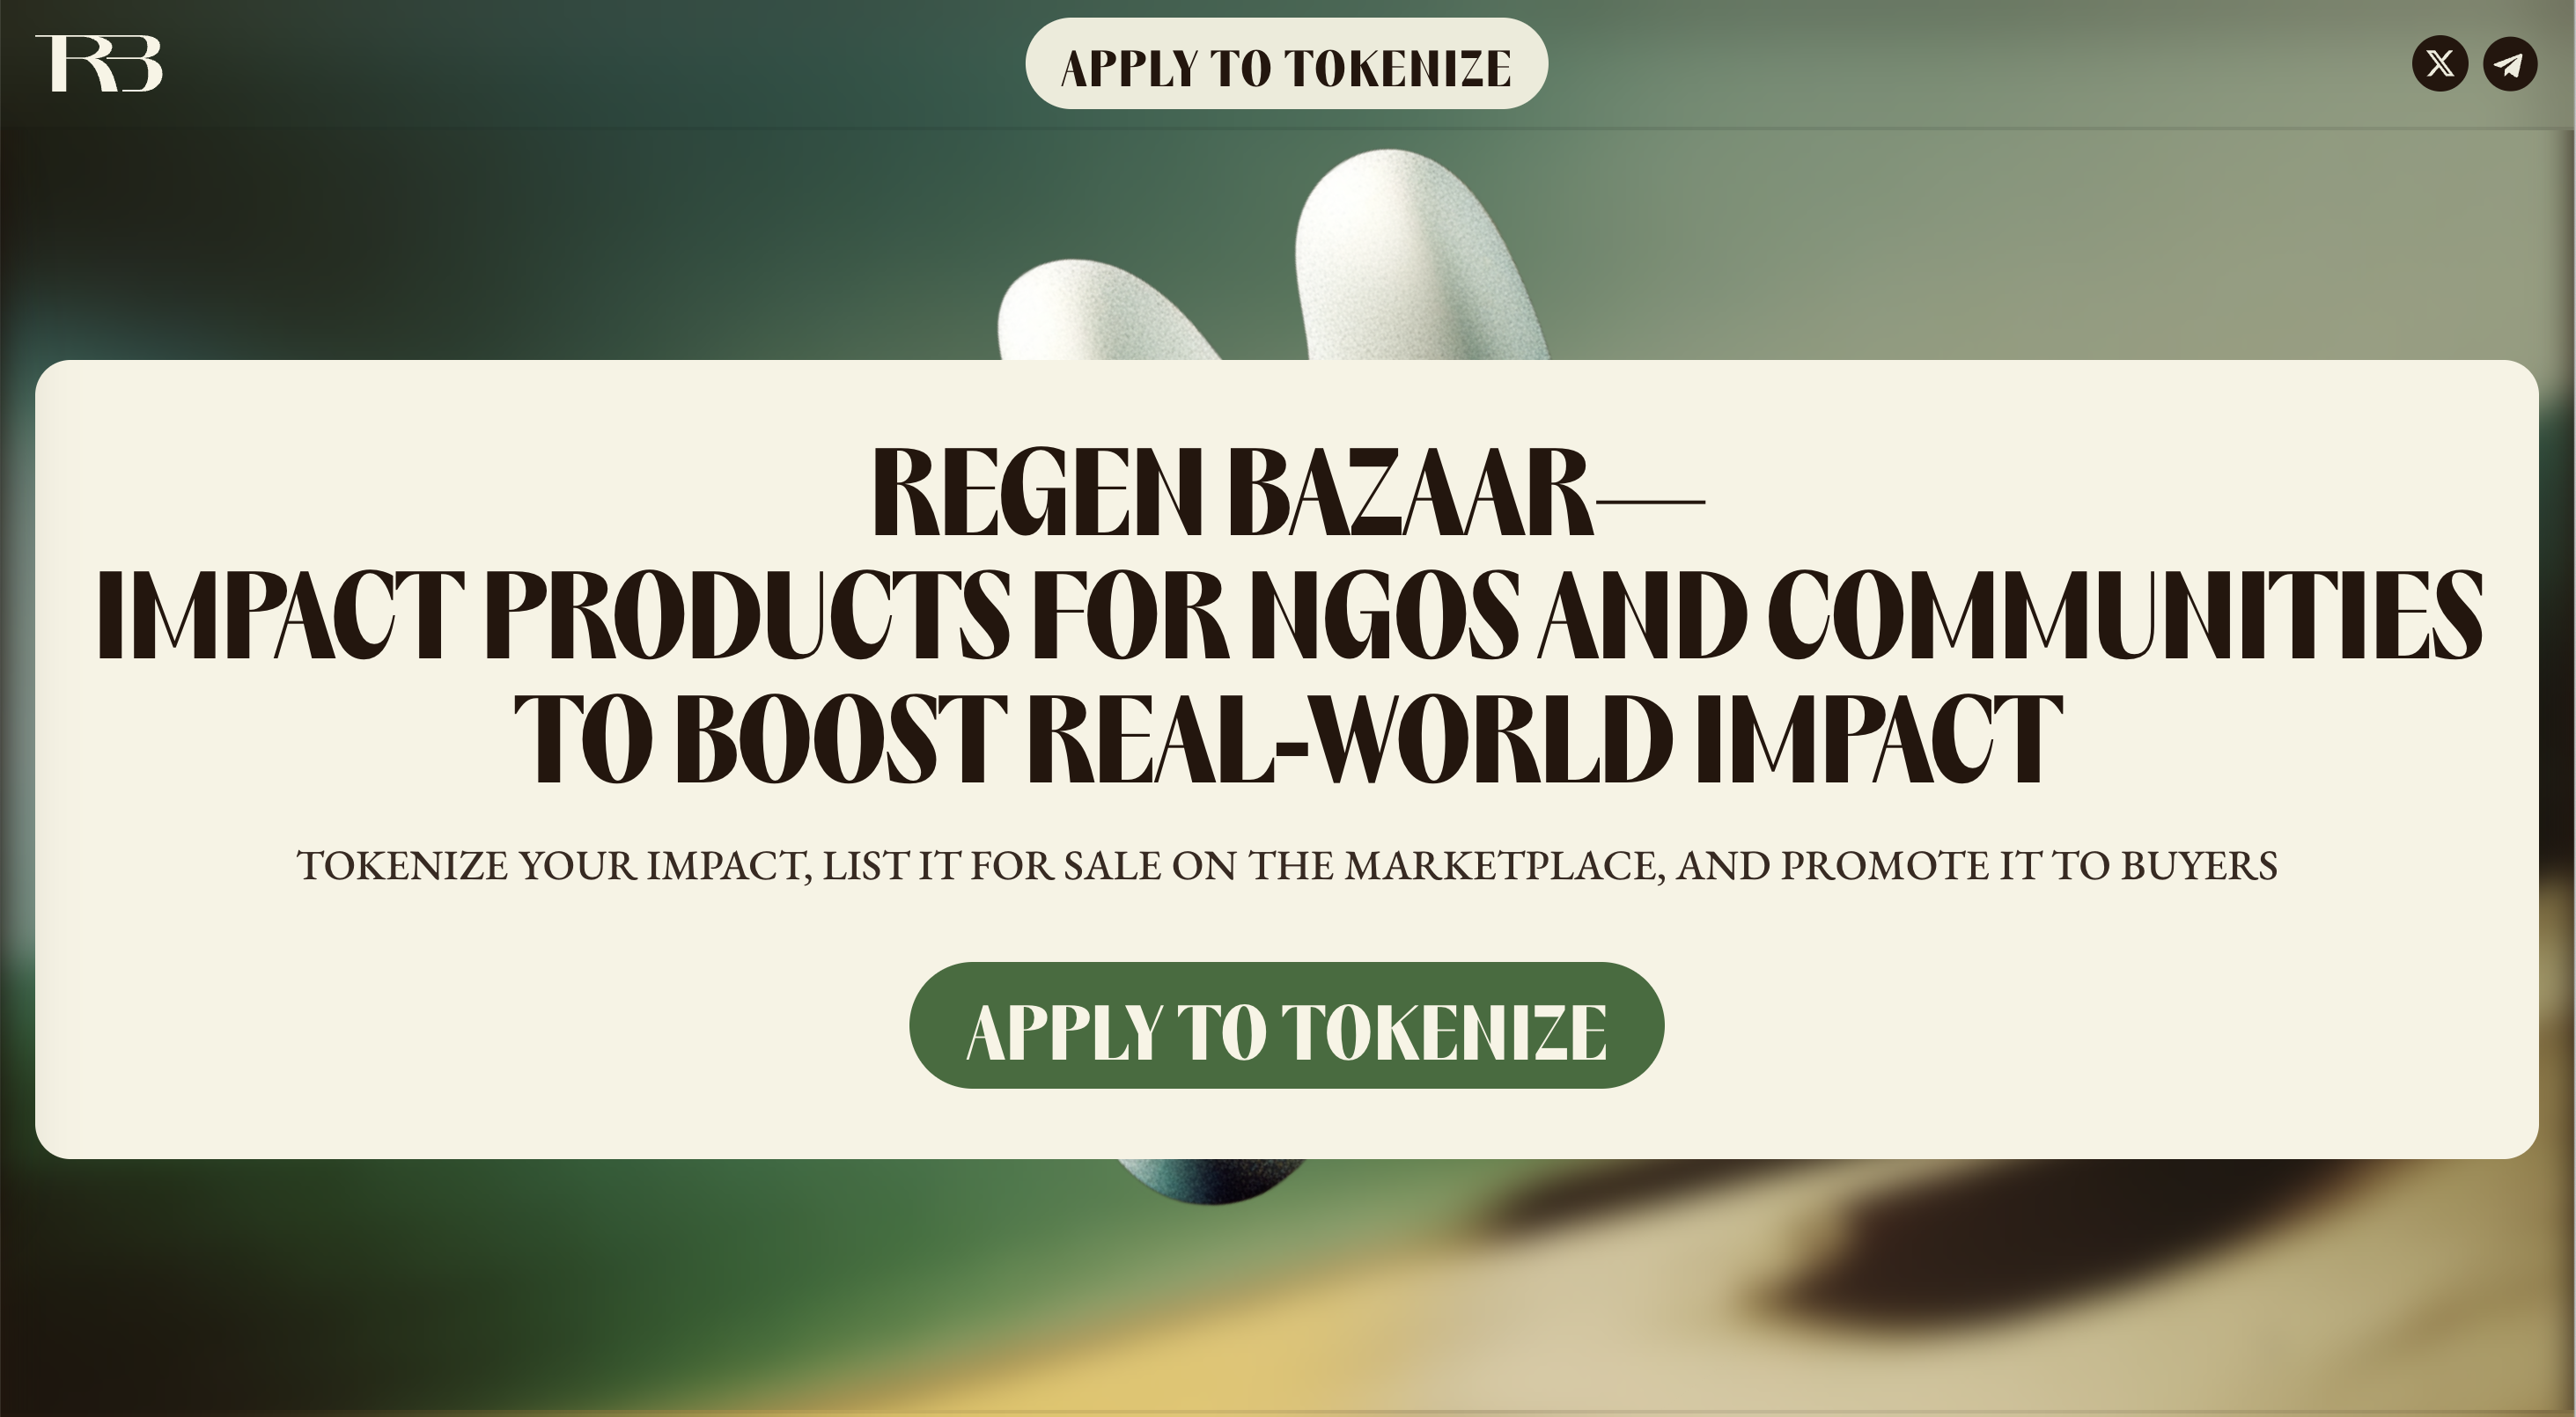 RB
APPLY TO TOKENIZE
REGEN BAZAAR—
IMPACT PRODUCTS FOR NGOS AND COMMUNITIES
TO BOOST REAL-WORLD IMPACT
TOKENIZE YOUR IMPACT, LIST IT FOR SALE ON THE MARKETPLACE, AND PROMOTE IT TO BUYERS
APPLY TO TOKENIZE